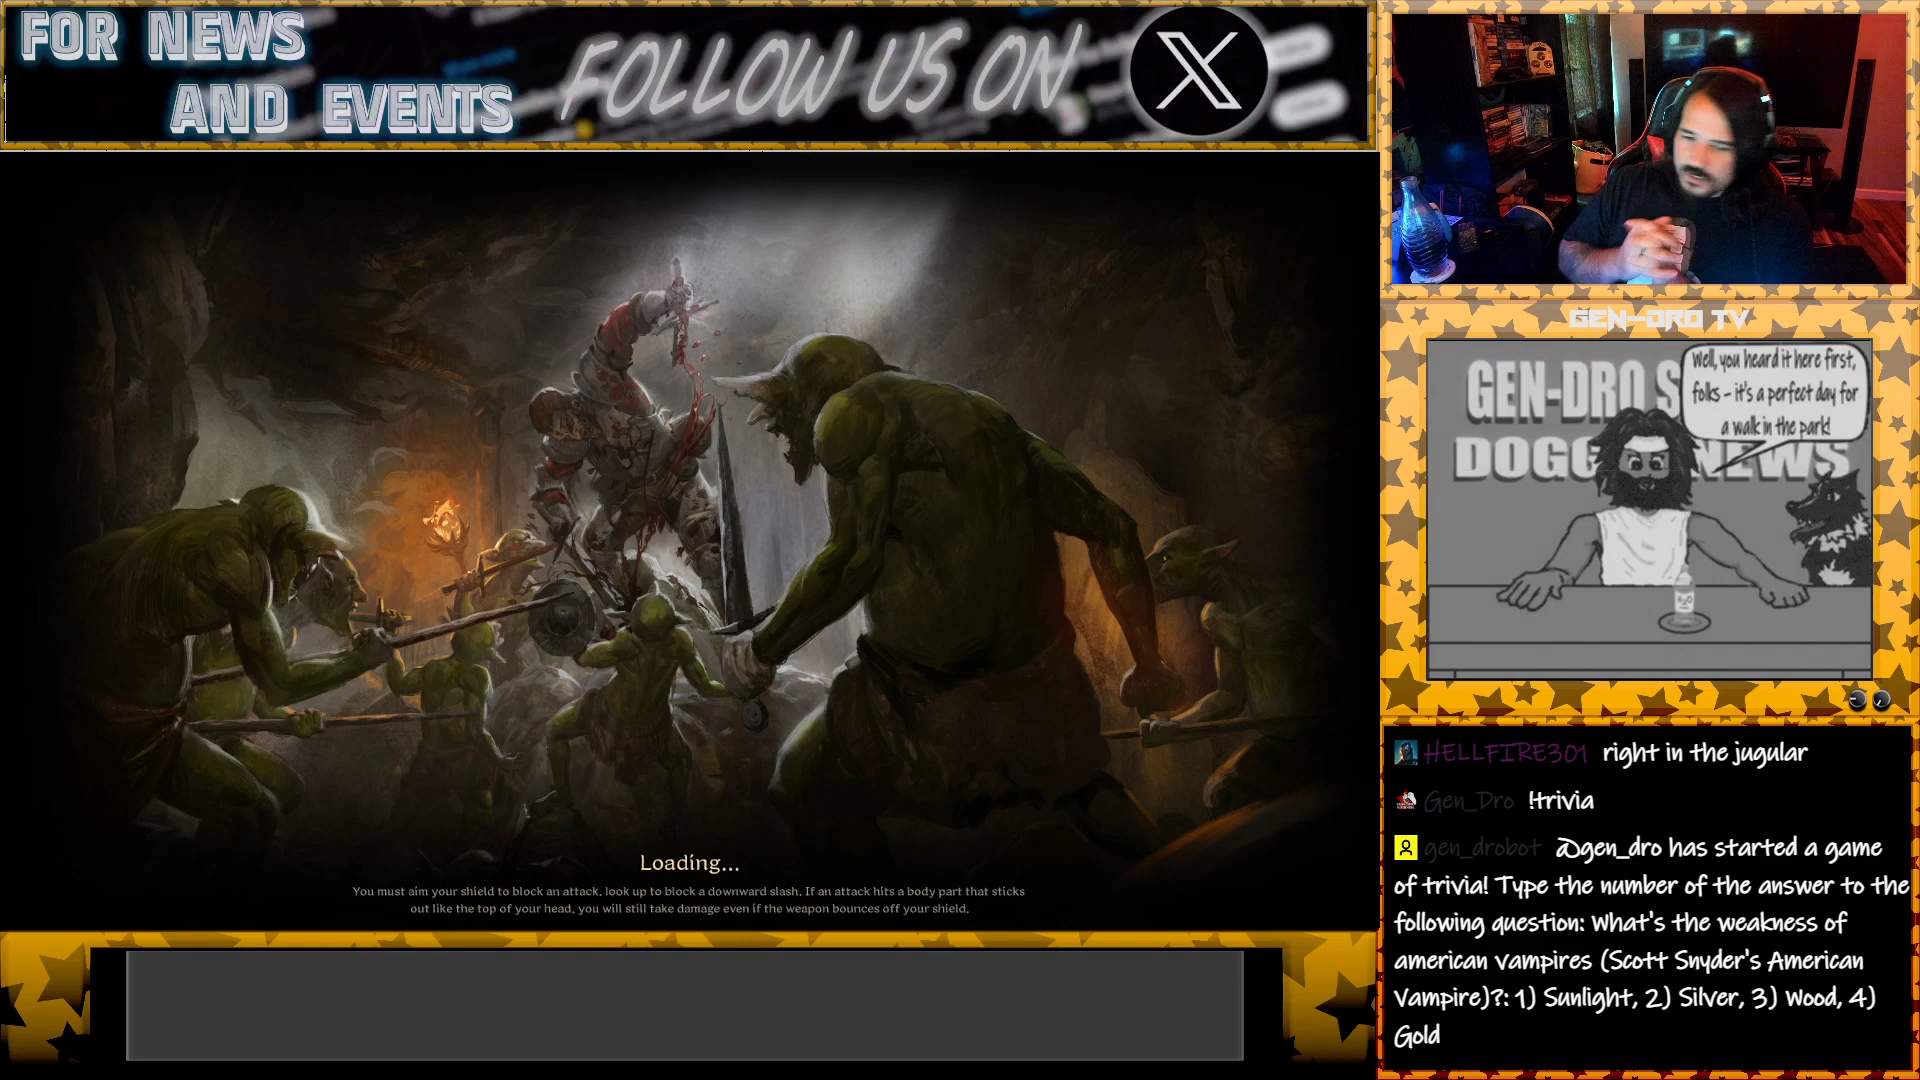 FOR NEWS
AND EVENTS
FOLLOW US ON X
GEN-DRO TV
GEN-DRO S
Well, you heard it here first,
folks - it's a perfect day for
a walk in the park!
DOGG NEWS
H2O
Loading...
You must aim your shield to block an attack, look up to block a downward slash. If an attack hits a body part that sticks
out like the top of your head, you will still take damage even if the weapon bounces off your shield.
HELLFIRE301 right in the jugular
Gen_Dro !trivia
gen_drobot @gen_dro has started a game
of trivia! Type the number of the answer to the
following question: What's the weakness of
american vampires (Scott Snyder's American
Vampire)?: 1) Sunlight, 2) Silver, 3) Wood, 4)
Gold